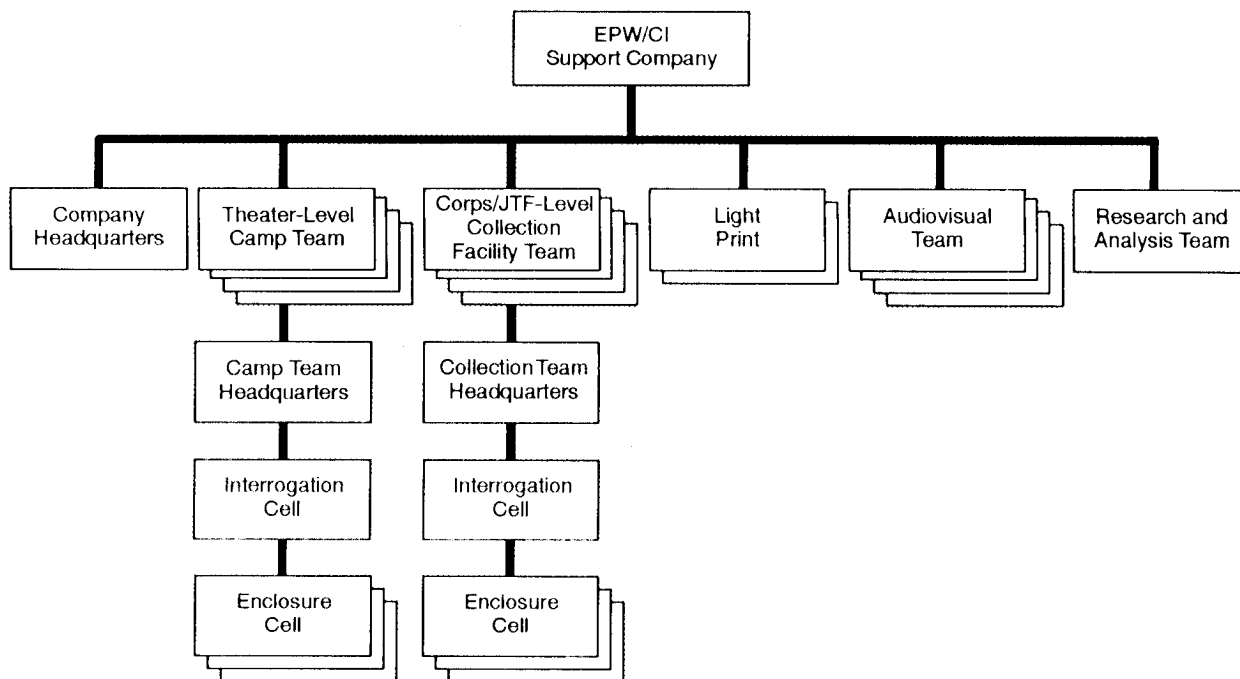 EPW/CI
Support Company
Company
Headquarters
Theater-Level
Camp Team
Corps/JTF-Level
Collection
Facility Team
Light
Print
Audiovisual
Team
Research and
Analysis Team
Camp Team
Headquarters
Collection Team
Headquarters
Interrogation
Cell
Interrogation
Cell
Enclosure
Cell
Enclosure
Cell